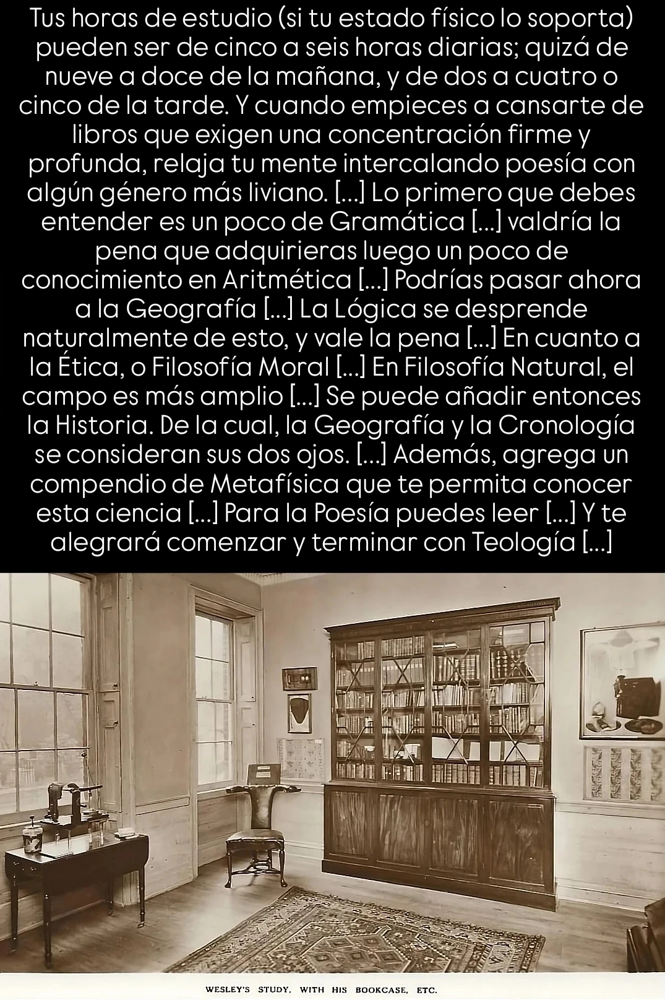 Tus horas de estudio (si tu estado físico lo soporta)
pueden ser de cinco a seis horas diarias; quizá de
nueve a doce de la mañana, y de dos a cuatro o
cinco de la tarde. Y cuando empieces a cansarte de
libros que exigen una concentración firme y
profunda, relaja tu mente intercalando poesía con
algún género más liviano. [...] Lo primero que debes
entender es un poco de Gramática [...] valdría la
pena que adquirieras luego un poco de
conocimiento en Aritmética [...] Podrías pasar ahora
a la Geografía [...] La Lógica se desprende
naturalmente de esto, y vale la pena [...] En cuanto a
la Ética, o Filosofía Moral [...] En Filosofía Natural, el
campo es más amplio [...] Se puede añadir entonces
la Historia. De la cual, la Geografía y la Cronología
se consideran sus dos ojos. [...] Además, agrega un
compendio de Metafísica que te permita conocer
esta ciencia [...] Para la Poesía puedes leer [...] Y te
alegrará comenzar y terminar con Teología [...]
WESLEY'S STUDY, WITH HIS BOOKCASE, ETC.